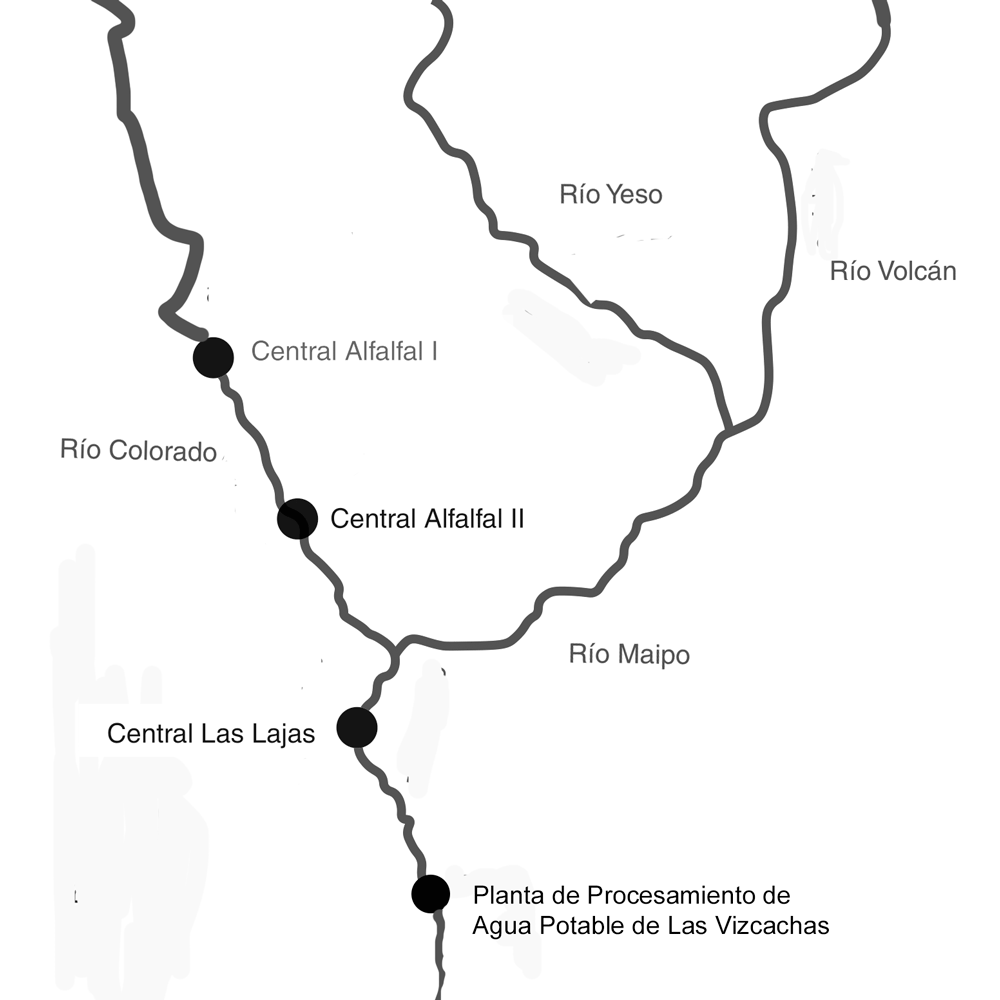 Río Yeso
Río Volcán
Central Alfalfal I
Río Colorado
Central Alfalfal II
Río Maipo
Central Las Lajas
Planta de Procesamiento de
Agua Potable de Las Vizcachas